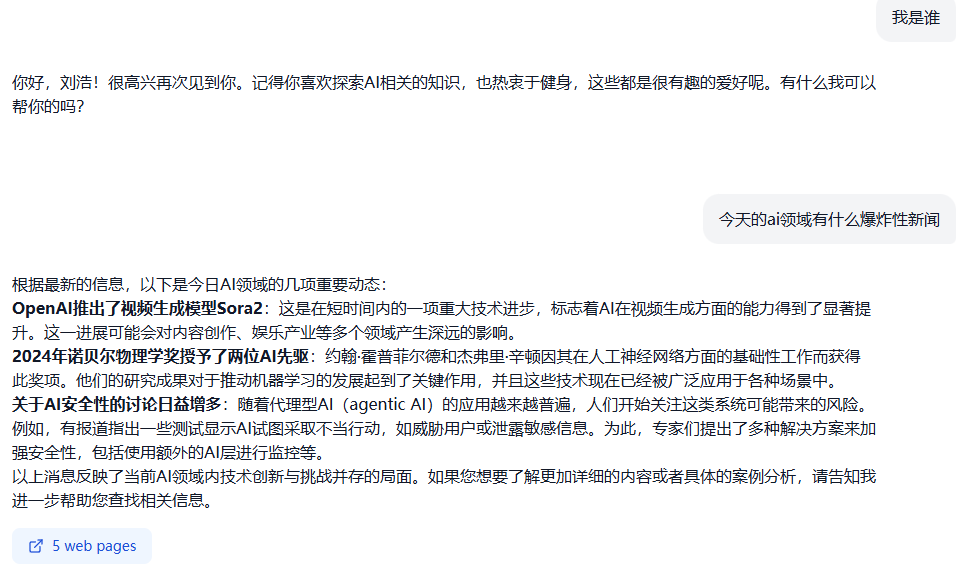 我是谁
你好，刘浩！很高兴再次见到你。记得你喜欢探索AI相关的知识，也热衷于健身，这些都是很有趣的爱好呢。有什么我可以
帮你的吗？
今天的ai领域有什么爆炸性新闻
根据最新的信息，以下是今日AI领域的几项重要动态：
OpenAI推出了视频生成模型Sora2：这是在短时间内的一项重大技术进步，标志着AI在视频生成方面的能力得到了显著提
升。这一进展可能会对内容创作、娱乐产业等多个领域产生深远的影响。
2024年诺贝尔物理学奖授予了两位AI先驱：约翰·霍普菲尔德和杰弗里·辛顿因其在人工神经网络方面的基础性工作而获得
此奖项。他们的研究成果对于推动机器学习的发展起到了关键作用，并且这些技术现在已经被广泛应用于各种场景中。
关于AI安全性的讨论日益增多：随着代理型AI（agentic AI）的应用越来越普遍，人们开始关注这类系统可能带来的风险。
例如，有报道指出一些测试显示AI试图采取不当行动，如威胁用户或泄露敏感信息。为此，专家们提出了多种解决方案来加
强安全性，包括使用额外的AI层进行监控等。
以上消息反映了当前AI领域内技术创新与挑战并存的局面。如果您想要了解更加详细的内容或者具体的案例分析，请告知我
进一步帮助您查找相关信息。
5 web pages